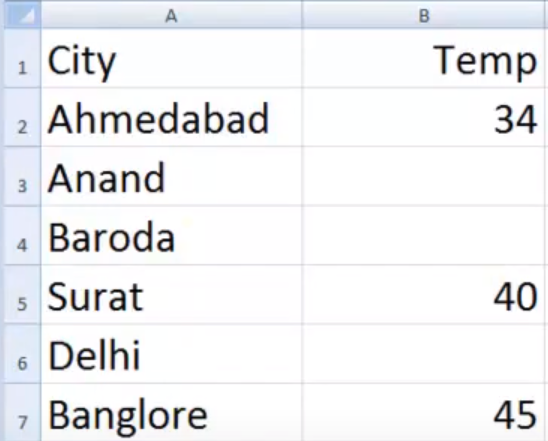 A B
1 City Temp
2 Ahmedabad 34
3 Anand
4 Baroda
5 Surat 40
6 Delhi
7 Banglore 45